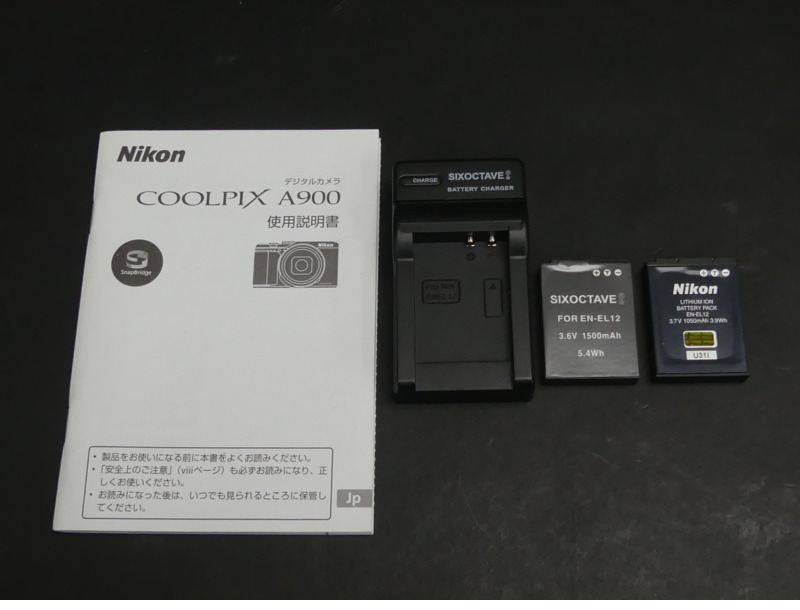 Nikon
デジタルカメラ
COOLPIX A900
使用説明書
SnapBridge
Nikon
• 製品をお使いになる前に本書をよくお読みください。
• 「安全上のご注意」（viiiページ）も必ずお読みになり、正
しくお使いください。
• お読みになった後は、いつでも見られるところに保管し
てください。
Jp
CHARGE
SIXOCTAVE
BATTERY CHARGER
SIXOCTAVE
FOR EN-EL12
3.6V 1500mAh
5.4Wh
Nikon
LITHIUM ION
BATTERY PACK
EN-EL12
3.7V 1050mAh 3.9Wh
U31I